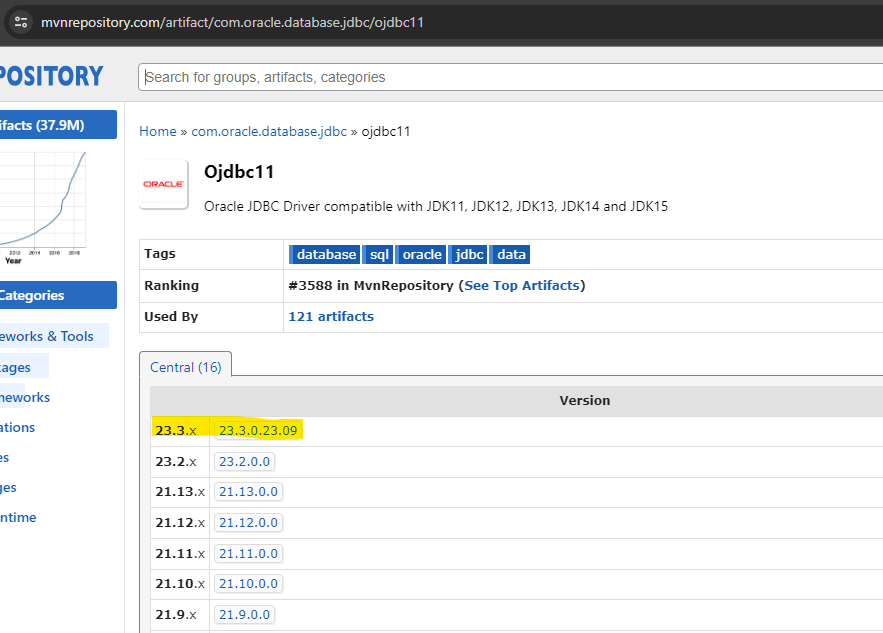 mvnrepository.com/artifact/com.oracle.database.jdbc/ojdbc11
POSITORY
Search for groups, artifacts, categories
ifacts (37.9M)
2012 2014 2016 2018
Year
Categories
eworks & Tools
kages
neworks
ations
es
ges
ntime
Home » com.oracle.database.jdbc » ojdbc11
ORACLE
Ojdbc11
Oracle JDBC Driver compatible with JDK11, JDK12, JDK13, JDK14 and JDK15
Tags database sql oracle jdbc data
Ranking #3588 in MvnRepository (See Top Artifacts)
Used By 121 artifacts
Central (16)
Version
23.3.x 23.3.0.23.09
23.2.x 23.2.0.0
21.13.x 21.13.0.0
21.12.x 21.12.0.0
21.11.x 21.11.0.0
21.10.x 21.10.0.0
21.9.x 21.9.0.0